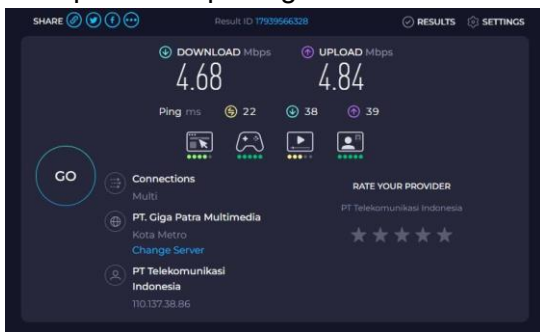 SHARE
Result ID 17939566328
RESULTS
SETTINGS
DOWNLOAD Mbps
UPLOAD Mbps
4.68
4.84
Ping ms
22
38
39
GO
Connections
Multi
PT. Giga Patra Multimedia
Kota Metro
Change Server
PT Telekomunikasi
Indonesia
110.137.38.86
RATE YOUR PROVIDER
PT Telekomunikasi Indonesia